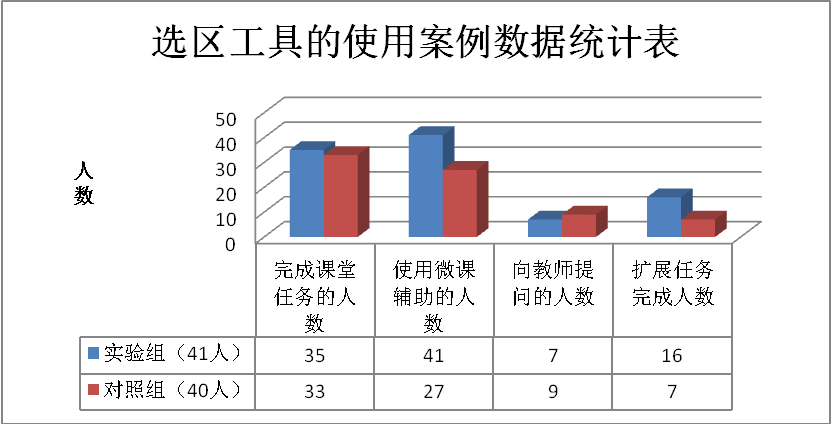 选区工具的使用案例数据统计表
人
数
50
40
30
20
10
0
完成课堂
任务的人
数
使用微课
辅助的人
数
向教师提
问的人数
扩展任务
完成人数
实验组（41人） 35 41 7 16
对照组（40人） 33 27 9 7